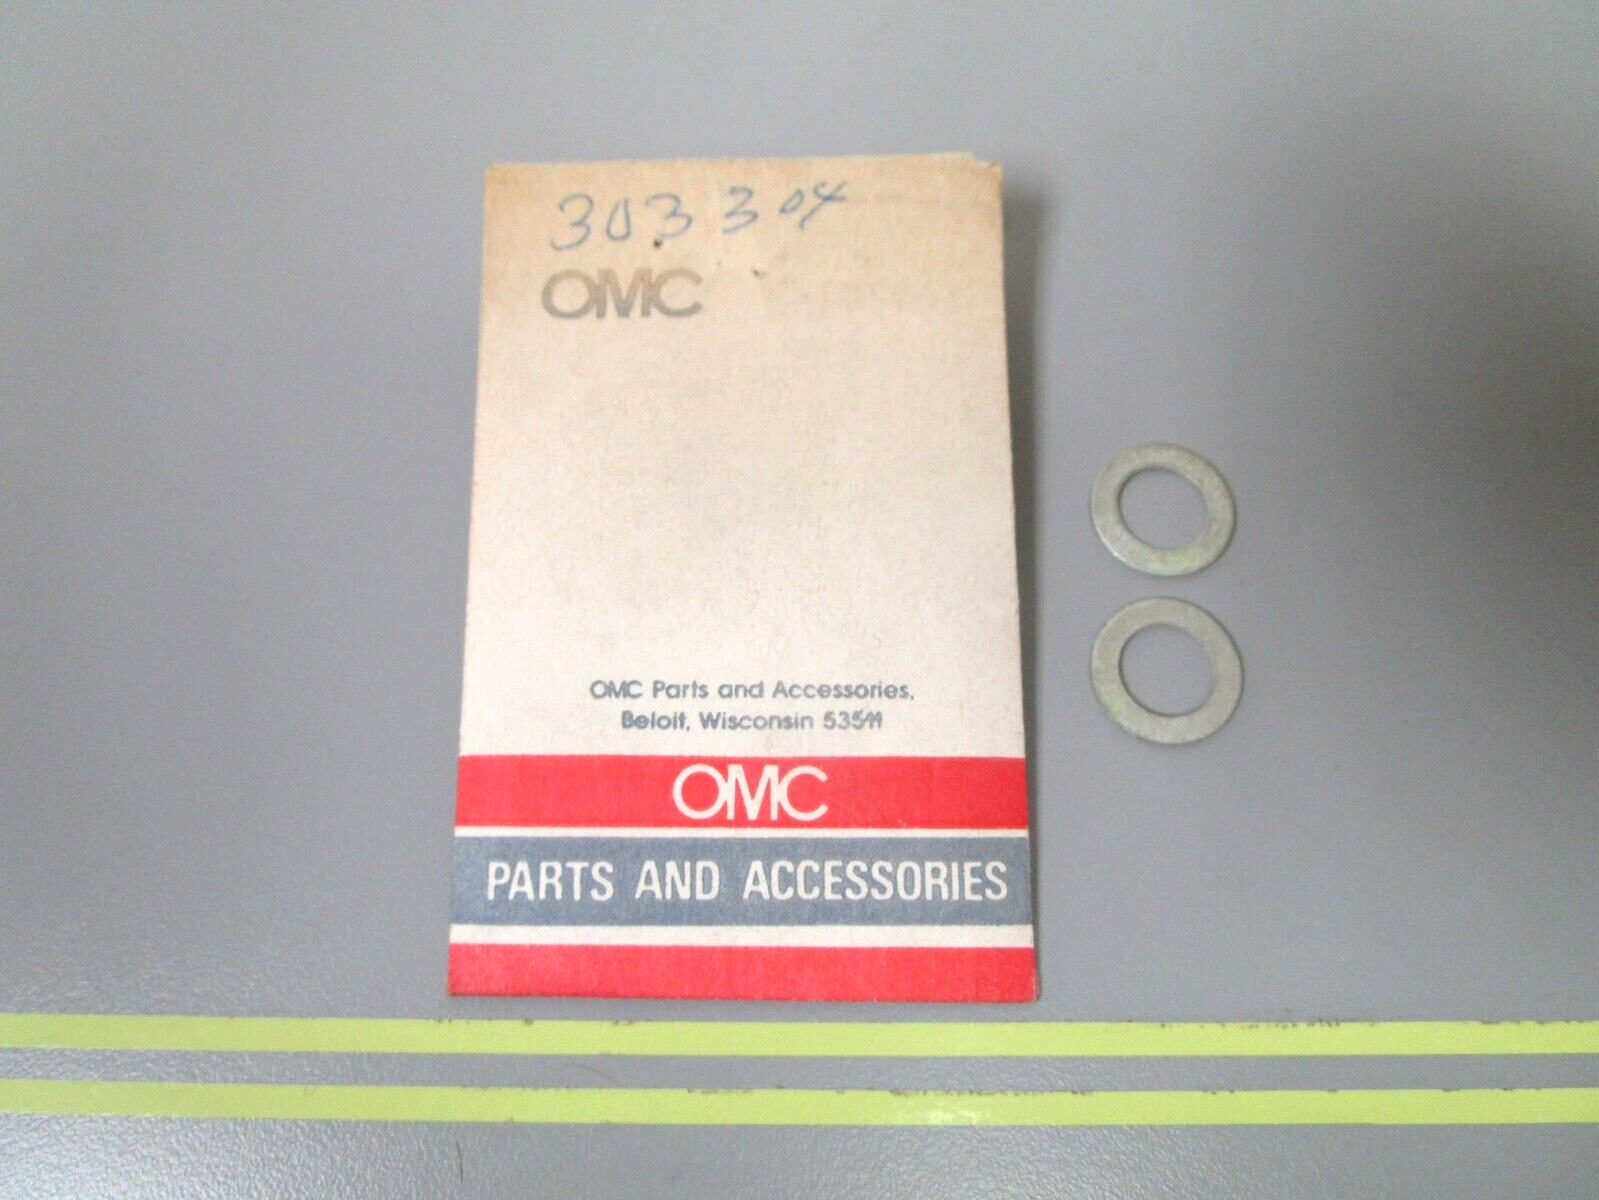 303304
OMC
OMC Parts and Accessories,
Beloit, Wisconsin 53511
OMC
PARTS AND ACCESSORIES